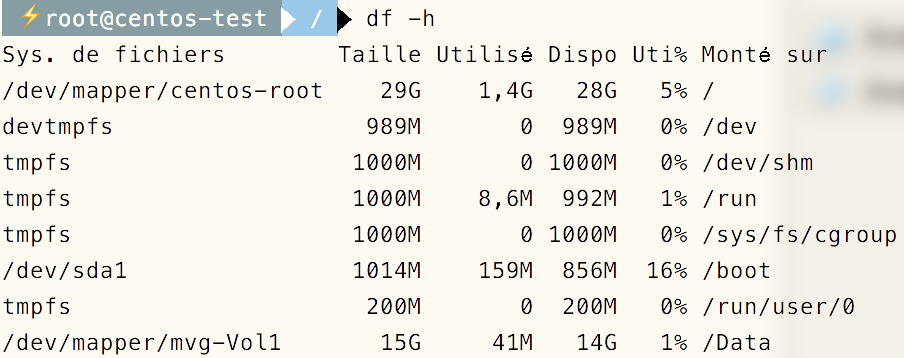 ⚡root@centos-test / df -h
Sys. de fichiers Taille Utilisé Dispo Uti% Monté sur
/dev/mapper/centos-root 29G 1,4G 28G 5% /
devtmpfs 989M 0 989M 0% /dev
tmpfs 1000M 0 1000M 0% /dev/shm
tmpfs 1000M 8,6M 992M 1% /run
tmpfs 1000M 0 1000M 0% /sys/fs/cgroup
/dev/sda1 1014M 159M 856M 16% /boot
tmpfs 200M 0 200M 0% /run/user/0
/dev/mapper/mvg-Vol1 15G 41M 14G 1% /Data